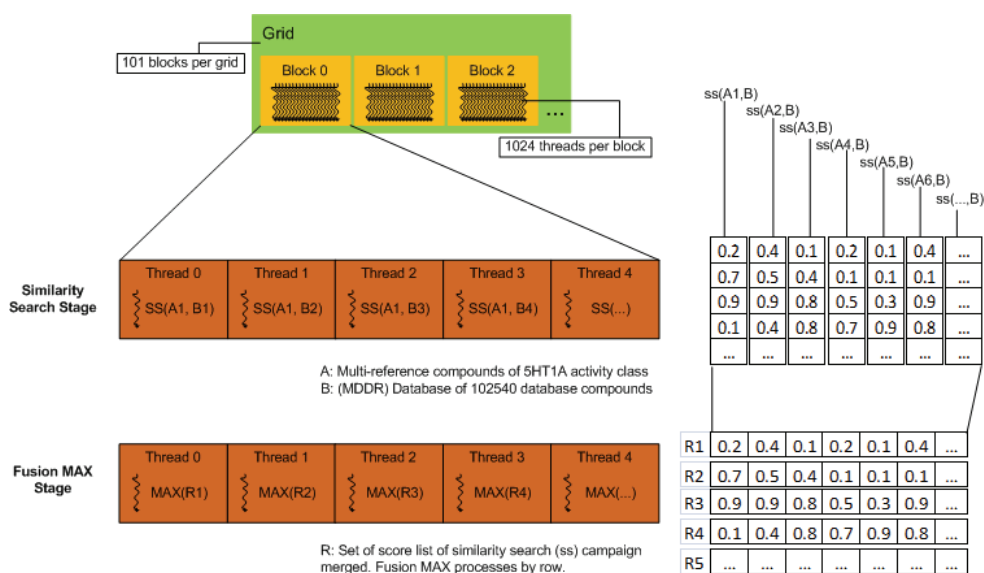 Grid
101 blocks per grid
Block 0
Block 1
Block 2
...
1024 threads per block
ss(A1,B)
ss(A2,B)
ss(A3,B)
ss(A4,B)
ss(A5,B)
ss(A6,B)
ss(...,B)
0.2 0.4 0.1 0.2 0.1 0.4 ...
0.7 0.5 0.4 0.1 0.1 0.1 ...
0.9 0.9 0.8 0.5 0.3 0.9 ...
0.1 0.4 0.8 0.7 0.9 0.8 ...
... ... ... ... ... ... ...
Similarity
Search Stage
Thread 0
SS(A1, B1)
Thread 1
SS(A1, B2)
Thread 2
SS(A1, B3)
Thread 3
SS(A1, B4)
Thread 4
SS(...)
A: Multi-reference compounds of 5HT1A activity class
B: (MDDR) Database of 102540 database compounds
Fusion MAX
Stage
Thread 0
MAX(R1)
Thread 1
MAX(R2)
Thread 2
MAX(R3)
Thread 3
MAX(R4)
Thread 4
MAX(...)
R: Set of score list of similarity search (ss) campaign
merged. Fusion MAX processes by row.
R1 0.2 0.4 0.1 0.2 0.1 0.4 ...
R2 0.7 0.5 0.4 0.1 0.1 0.1 ...
R3 0.9 0.9 0.8 0.5 0.3 0.9 ...
R4 0.1 0.4 0.8 0.7 0.9 0.8 ...
R5 ... ... ... ... ... ... ...